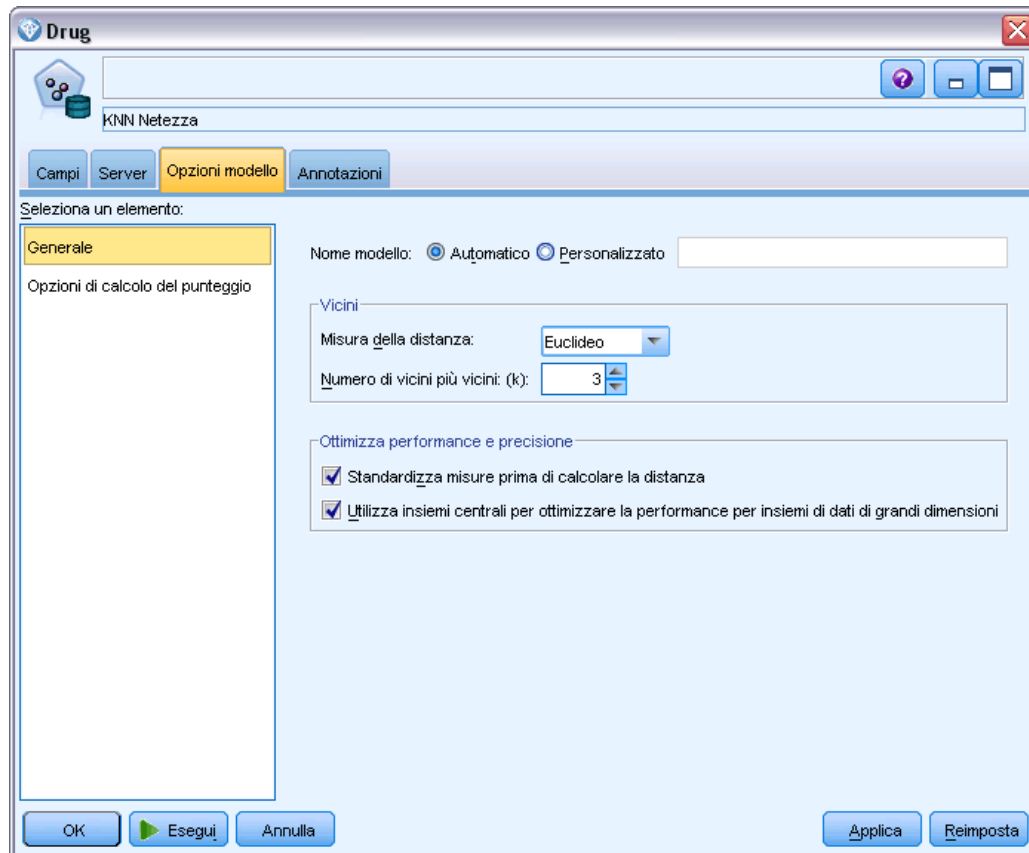 Drug
?
KNN Netezza
Campi Server Opzioni modello Annotazioni
Seleziona un elemento:
Generale
Opzioni di calcolo del punteggio
Nome modello: Automatico Personalizzato
Vicini
Misura della distanza: Euclideo
Numero di vicini più vicini: (k): 3
Ottimizza performance e precisione
Standardizza misure prima di calcolare la distanza
Utilizza insiemi centrali per ottimizzare la performance per insiemi di dati di grandi dimensioni
OK Esegui Annulla Applica Reimposta